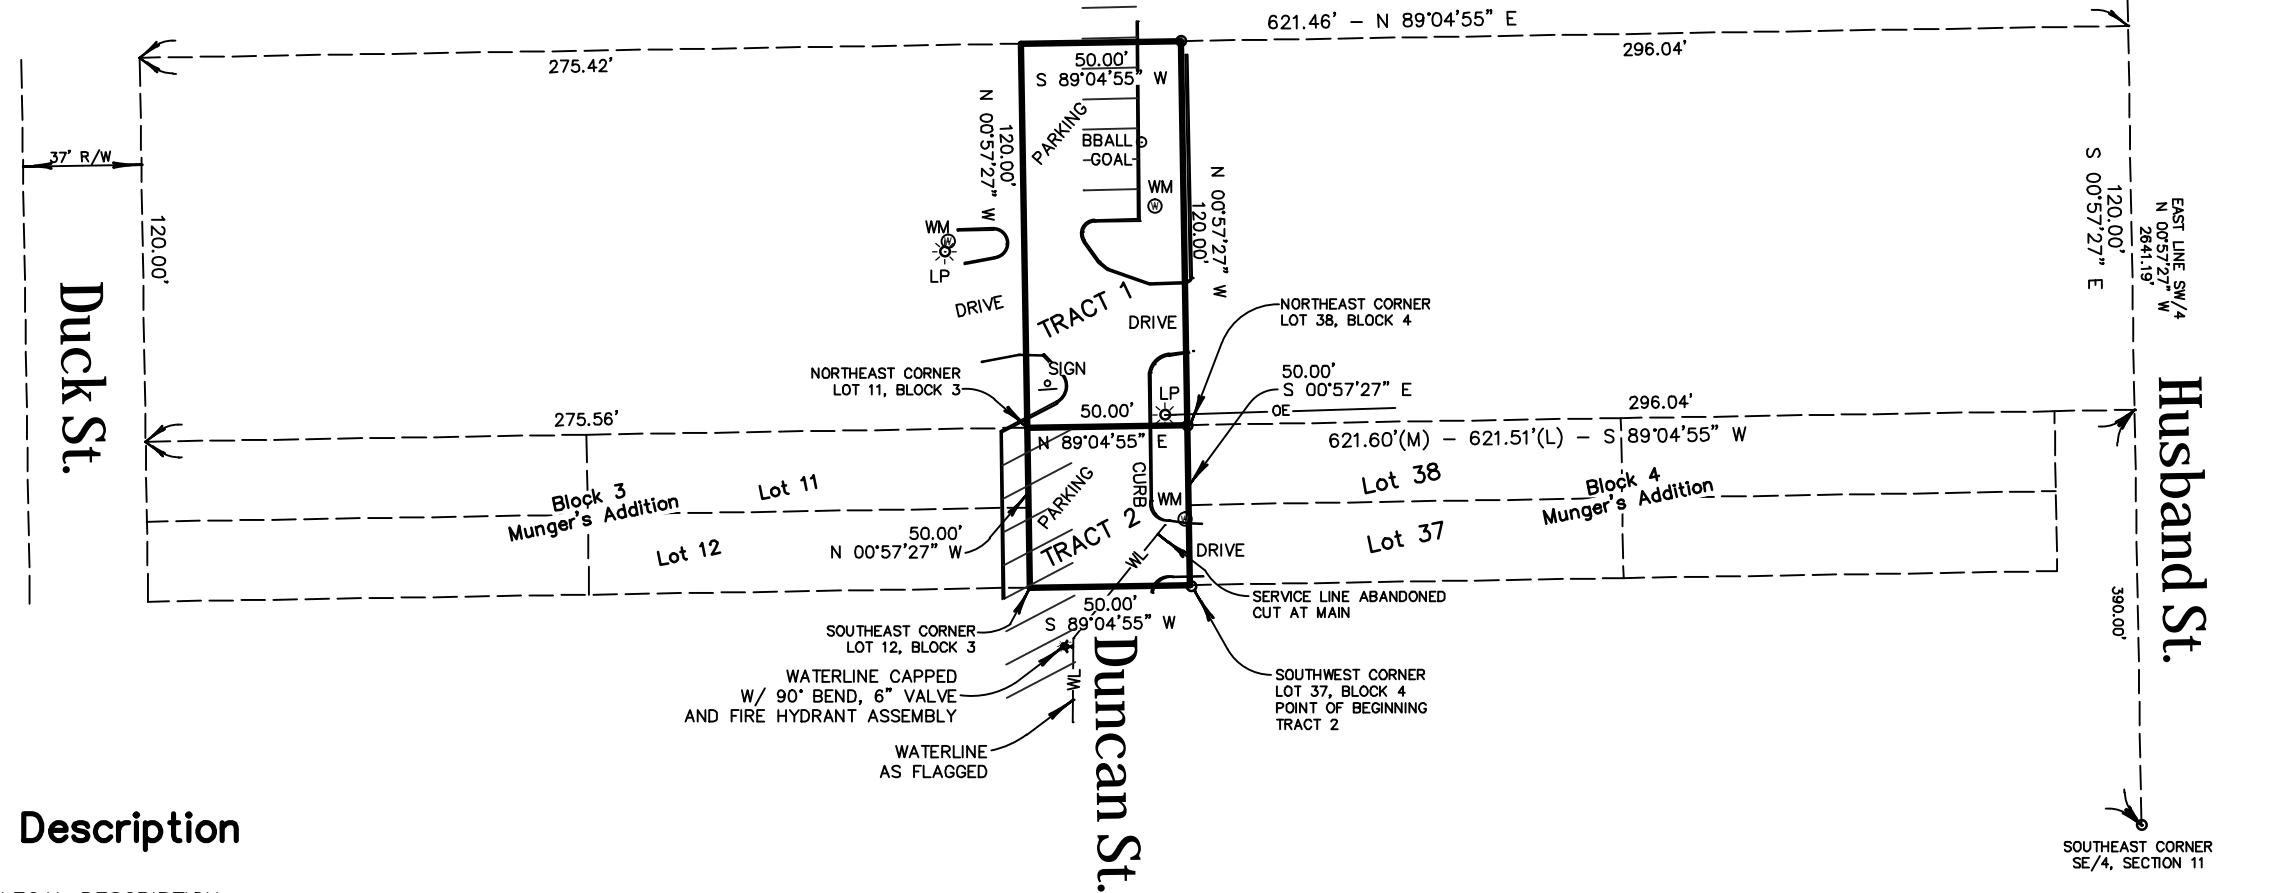 621.46' – N 89°04'55" E
275.42'
50.00'
S 89°04'55" W
296.04'
37' R/W
120.00'
N 00°57'27" W
120.00'
PARKING
BBALL
GOAL
WM
N 00°57'27" W
120.00'
S 00°57'27" E
120.00'
EAST LINE SW/4
N 00°57'27" W
2641.19'
WM
LP
DRIVE
TRACT 1
DRIVE
NORTHEAST CORNER
LOT 38, BLOCK 4
Duck St.
NORTHEAST CORNER
LOT 11, BLOCK 3
SIGN
LP
50.00'
S 00°57'27" E
OE
275.56'
50.00'
296.04'
N 89°04'55" E
621.60'(M) – 621.51'(L) – S 89°04'55" W
Husband St.
Block 3
Munger's Addition
Lot 11
Lot 12
PARKING
CURB
WM
Lot 38
Lot 37
Block 4
Munger's Addition
50.00'
N 00°57'27" W
TRACT 2
WL
DRIVE
SERVICE LINE ABANDONED
CUT AT MAIN
50.00'
S 89°04'55" W
390.00'
SOUTHEAST CORNER
LOT 12, BLOCK 3
WATERLINE CAPPED
W/ 90° BEND, 6" VALVE
AND FIRE HYDRANT ASSEMBLY
WL
Duncan St.
SOUTHWEST CORNER
LOT 37, BLOCK 4
POINT OF BEGINNING
TRACT 2
WATERLINE
AS FLAGGED
Description
SOUTHEAST CORNER
SE/4, SECTION 11